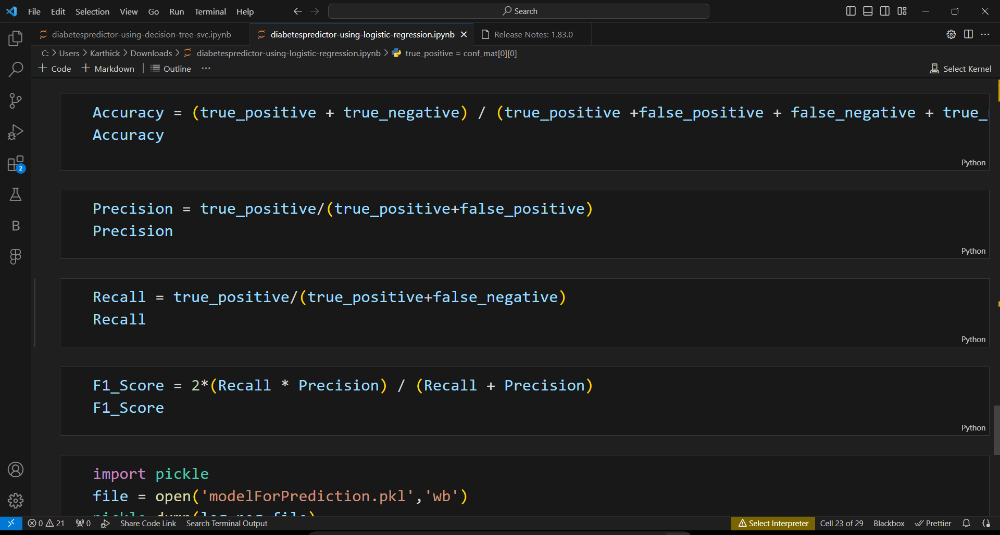 File Edit Selection View Go Run Terminal Help
Search
diabetespredictor-using-decision-tree-svc.ipynb
diabetespredictor-using-logistic-regression.ipynb
Release Notes: 1.83.0
C: > Users > Karthick > Downloads > diabetespredictor-using-logistic-regression.ipynb > true_positive = conf_mat[0][0]
+ Code + Markdown | Outline ···
Select Kernel
Accuracy = (true_positive + true_negative) / (true_positive +false_positive + false_negative + true_
Accuracy
Python
Precision = true_positive/(true_positive+false_positive)
Precision
Python
Recall = true_positive/(true_positive+false_negative)
Recall
Python
F1_Score = 2*(Recall * Precision) / (Recall + Precision)
F1_Score
Python
import pickle
file = open('modelForPrediction.pkl','wb')
pickle.dump(log_reg,file)
2
B
0 21 0 Share Code Link Search Terminal Output
Select Interpreter Cell 23 of 29 Blackbox Prettier